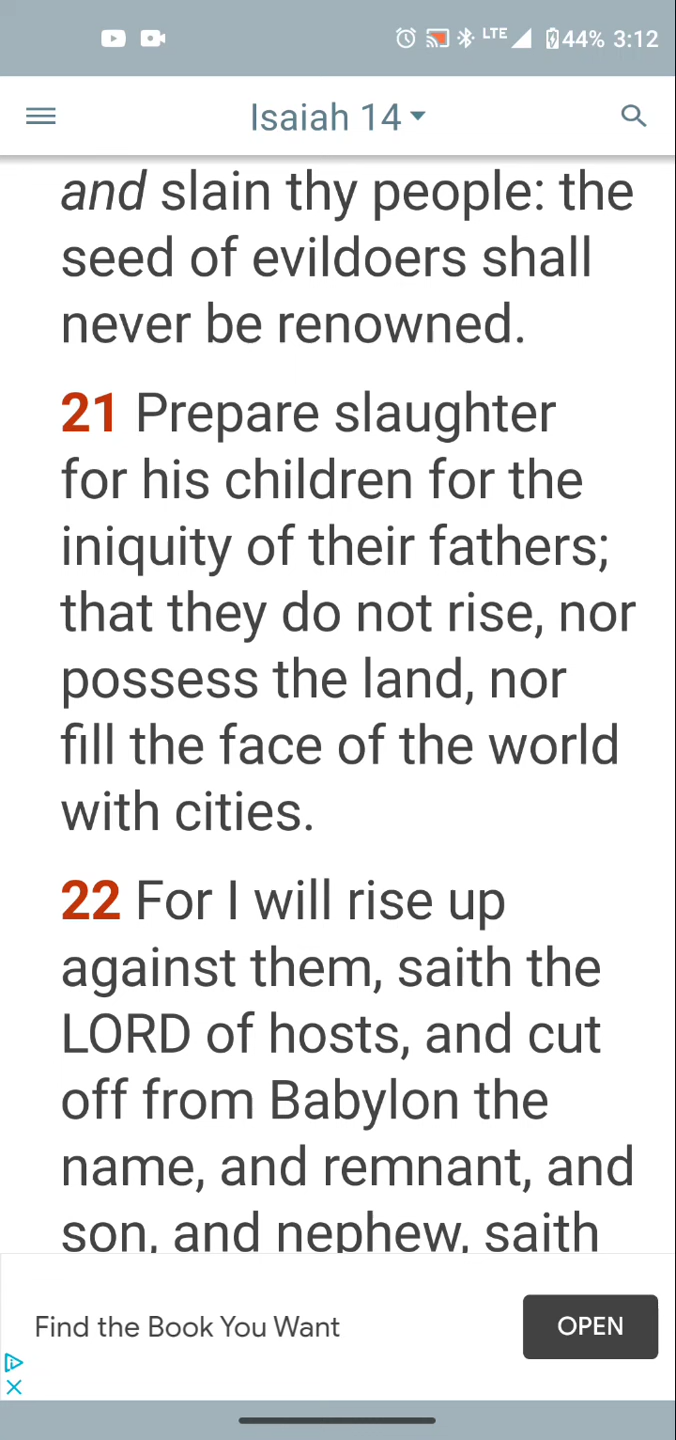 LTE 44% 3:12
Isaiah 14
and slain thy people: the
seed of evildoers shall
never be renowned.
21 Prepare slaughter
for his children for the
iniquity of their fathers;
that they do not rise, nor
possess the land, nor
fill the face of the world
with cities.
22 For I will rise up
against them, saith the
LORD of hosts, and cut
off from Babylon the
name, and remnant, and
son, and nephew, saith
Find the Book You Want
OPEN